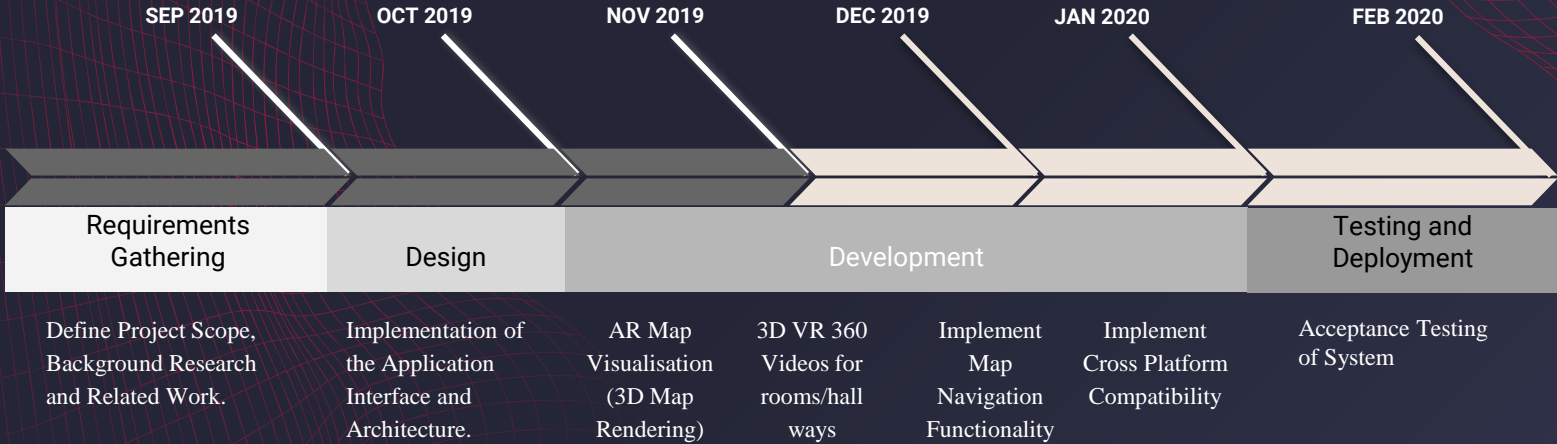 SEP 2019
OCT 2019
NOV 2019
DEC 2019
JAN 2020
FEB 2020
Requirements
Gathering
Design
Development
Testing and
Deployment
Define Project Scope,
Background Research
and Related Work.
Implementation of
the Application
Interface and
Architecture.
AR Map
Visualisation
(3D Map
Rendering)
3D VR 360
Videos for
rooms/hall
ways
Implement
Map
Navigation
Functionality
Implement
Cross Platform
Compatibility
Acceptance Testing
of System